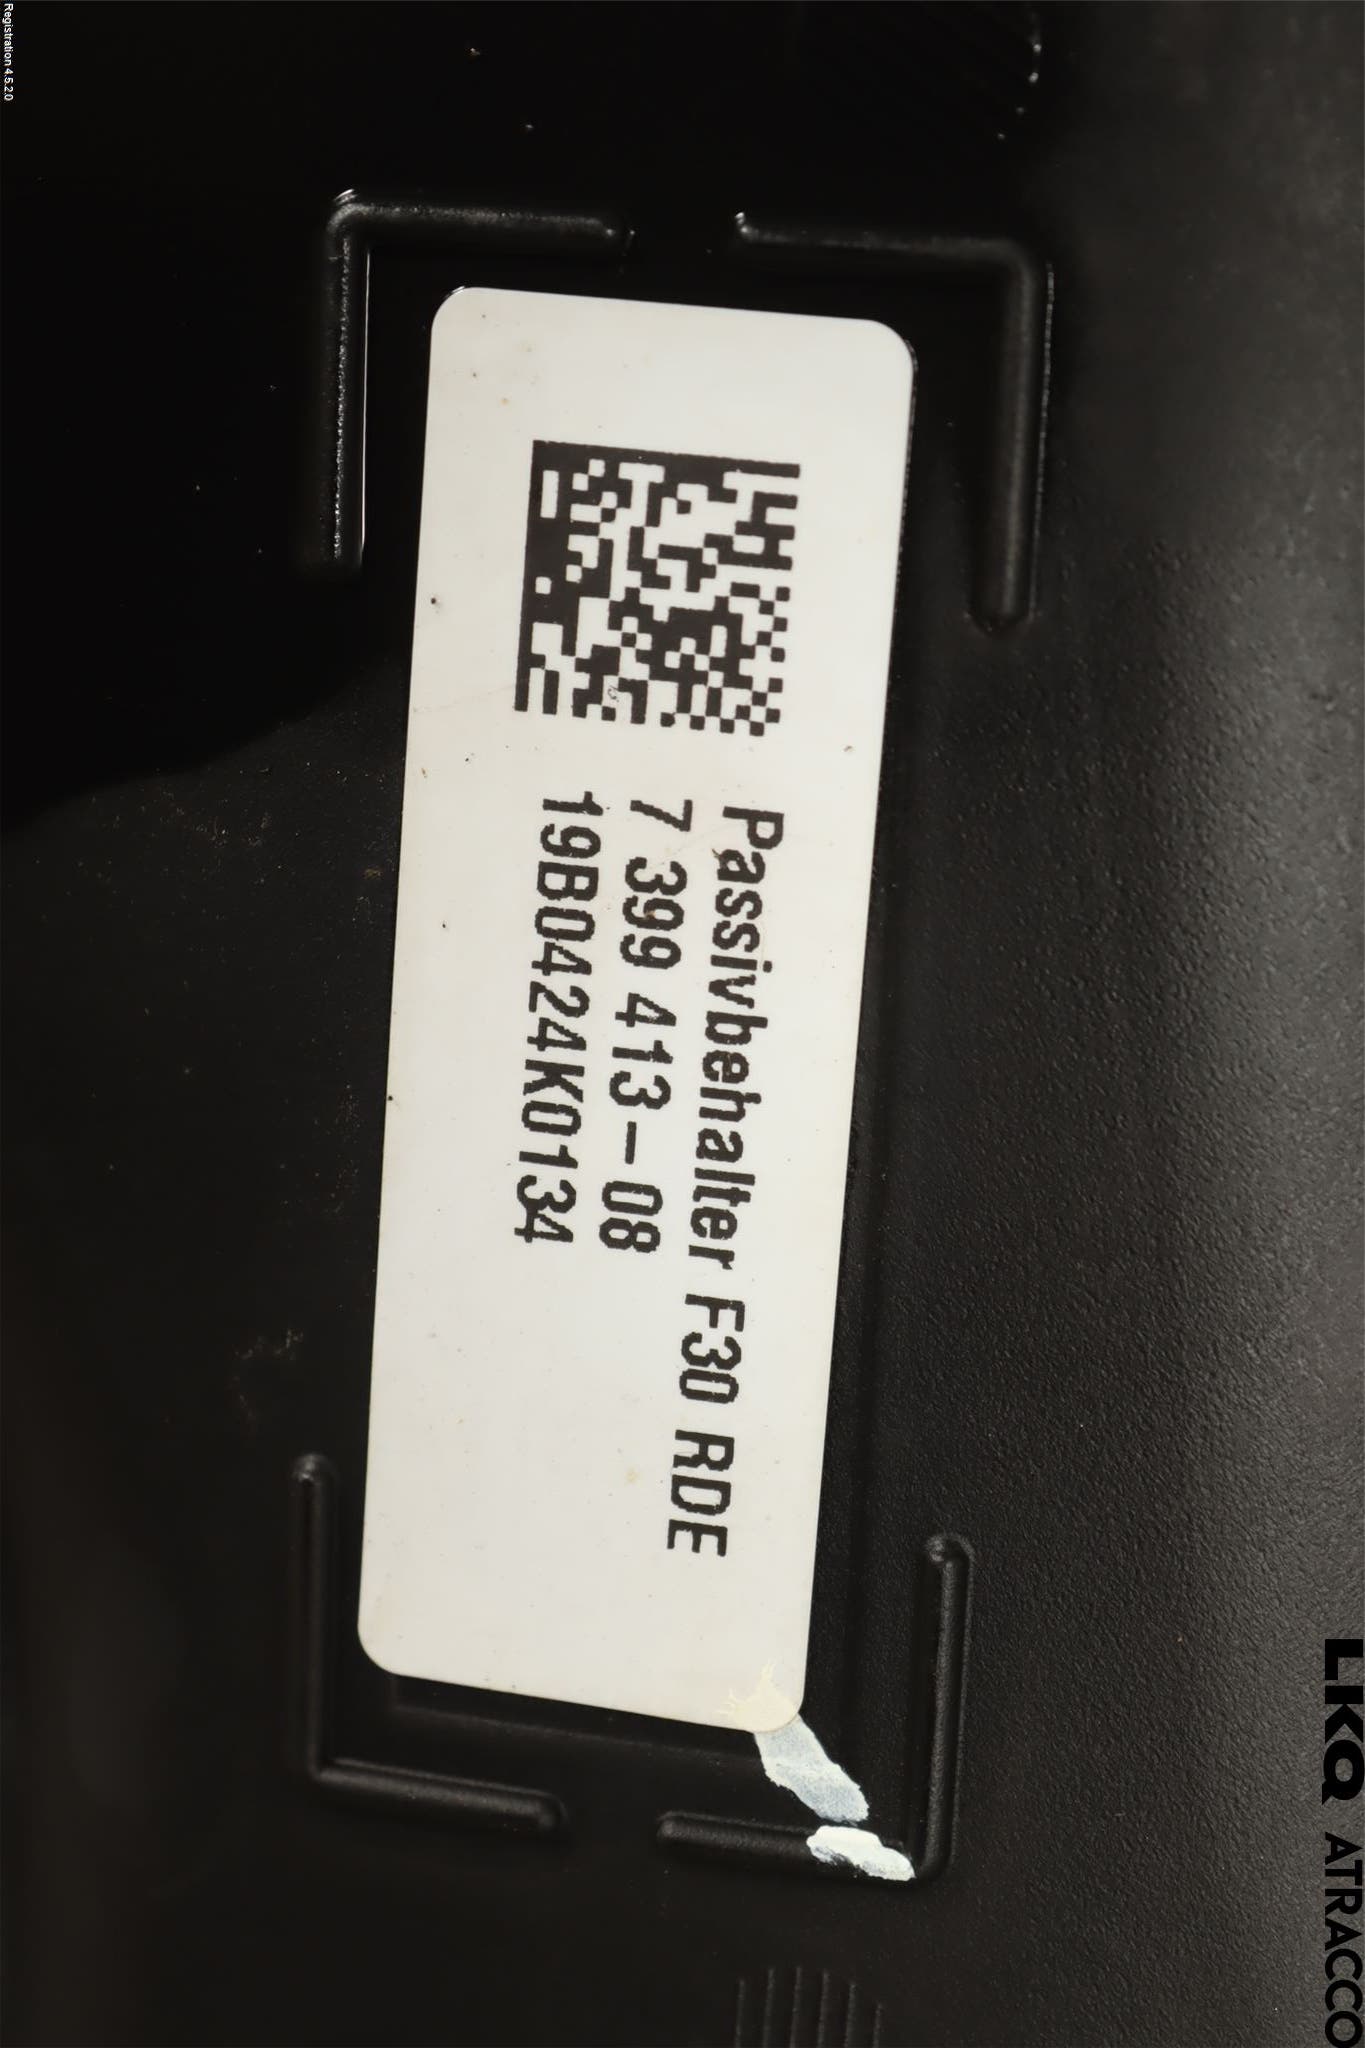 Registration 4.5.2.0
Passivbehalter F30 RDE
7 399 413-08
19B0424K0134
LKQ ATRACCO